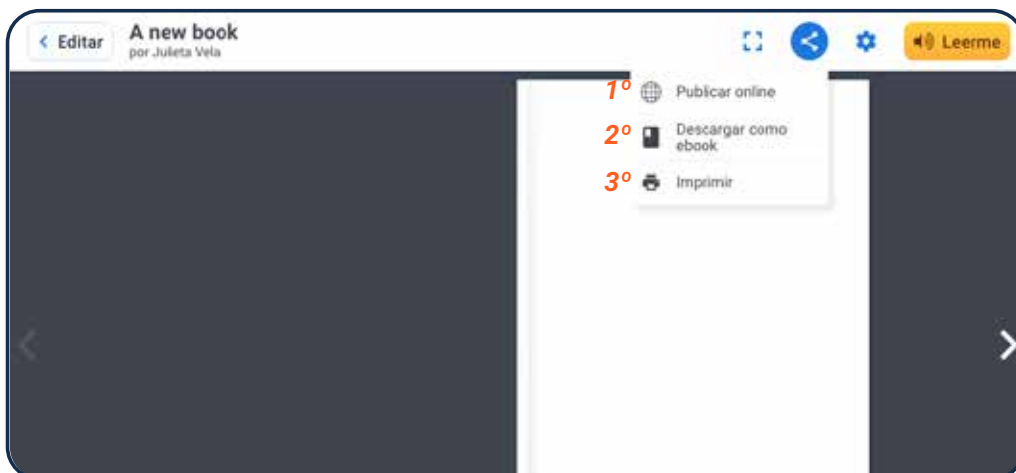 Editar
A new book
por Julieta Vela
Leerme
1º Publicar online
2º Descargar como
ebook
3º Imprimir